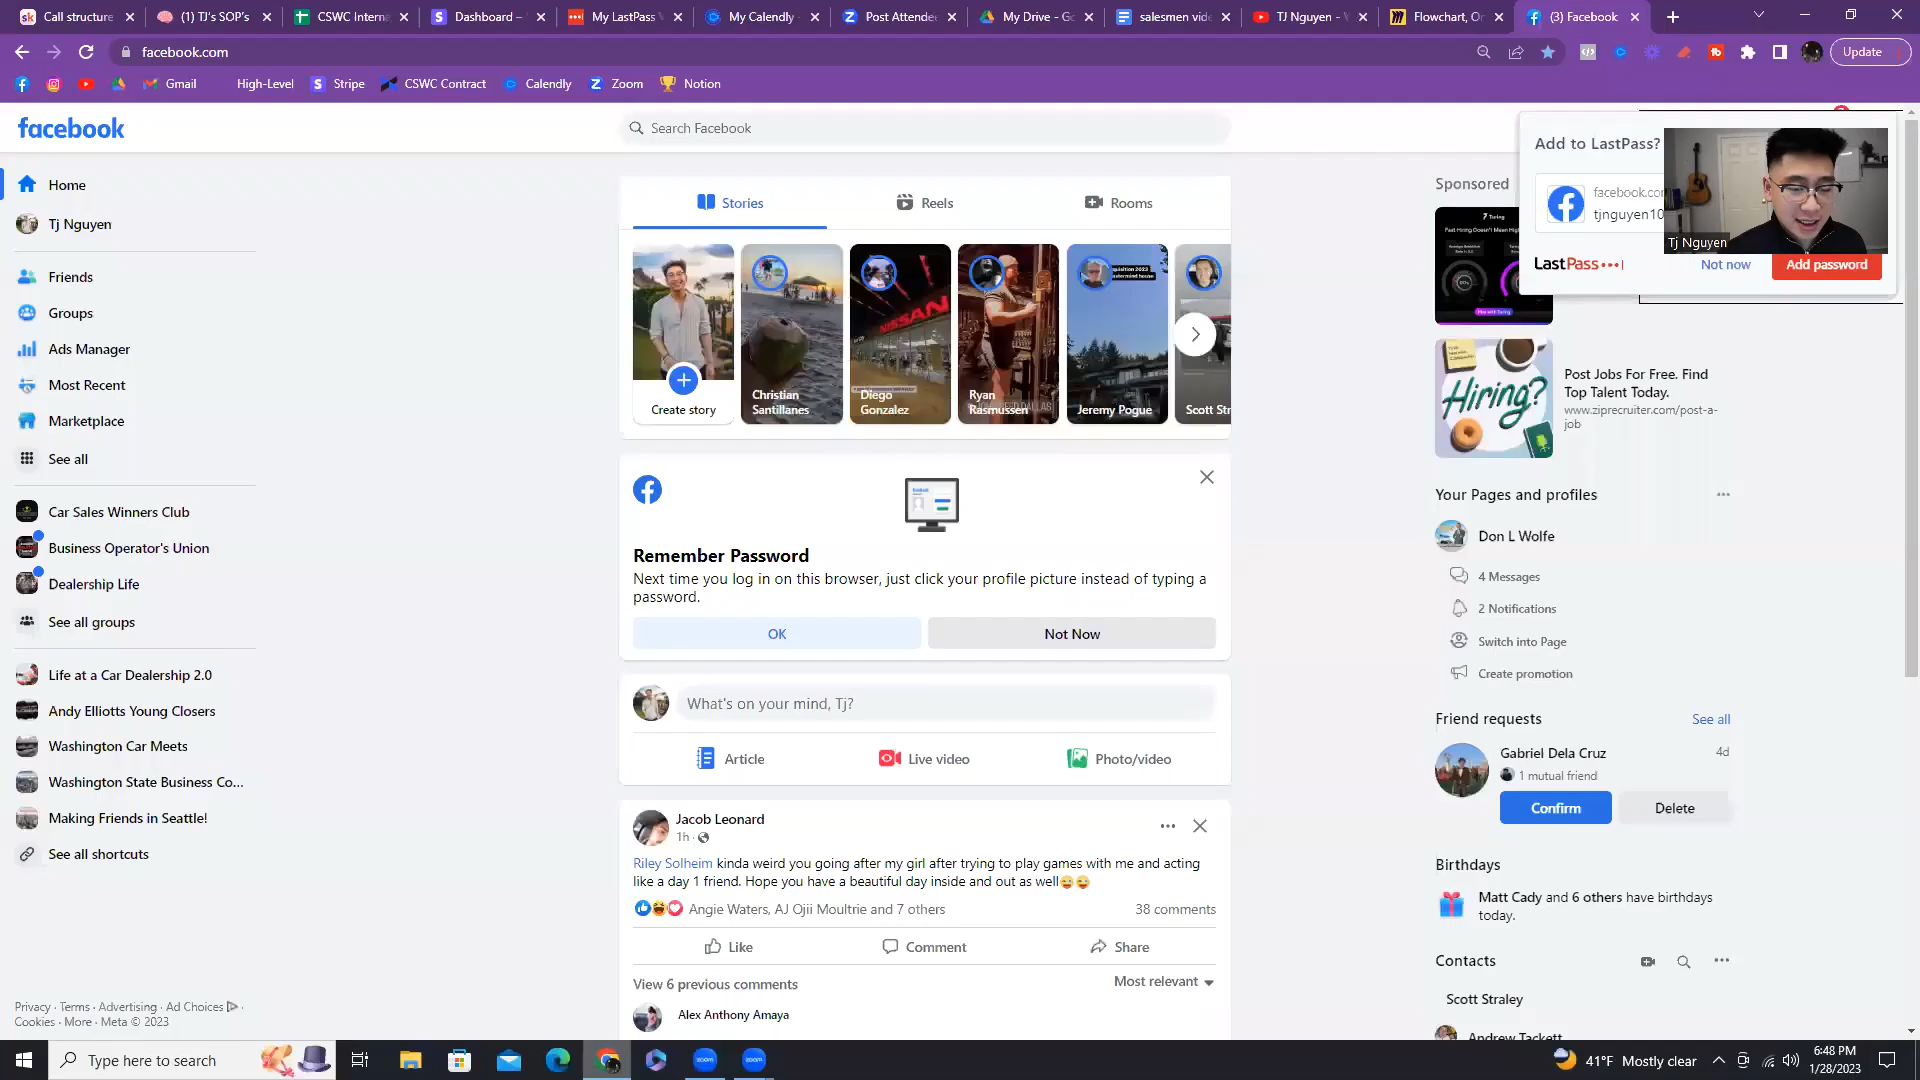 Call structure
(1) TJ's SOP's
CSWC Interna
Dashboard –
My LastPass
My Calendly -
Post Attende
My Drive - Go
salesmen vide
TJ Nguyen -
Flowchart, Or
(3) Facebook
facebook.com
Update
Gmail
High-Level
Stripe
CSWC Contract
Calendly
Zoom
Notion
facebook
Search Facebook
Home
Tj Nguyen
Friends
Groups
Ads Manager
Most Recent
Marketplace
See all
Car Sales Winners Club
Business Operator's Union
Dealership Life
See all groups
Life at a Car Dealership 2.0
Andy Elliotts Young Closers
Washington Car Meets
Washington State Business Co...
Making Friends in Seattle!
See all shortcuts
Privacy · Terms · Advertising · Ad Choices ·
Cookies · More · Meta © 2023
Stories
Reels
Rooms
Create story
Christian
Santillanes
NISSAN
Diego
Gonzalez
Ryan
Rasmussen
Jeremy Pogue
Scott Str
Remember Password
Next time you log in on this browser, just click your profile picture instead of typing a
password.
OK
Not Now
What's on your mind, Tj?
Article
Live video
Photo/video
Jacob Leonard
1h ·
Riley Solheim kinda weird you going after my girl after trying to play games with me and acting
like a day 1 friend. Hope you have a beautiful day inside and out as well😜😜
Angie Waters, AJ Ojii Moultrie and 7 others
38 comments
Like
Comment
Share
View 6 previous comments
Most relevant
Alex Anthony Amaya
Add to LastPass?
facebook.com
tjnguyen10
LastPass
Not now
Add password
Tj Nguyen
Sponsored
Turing
Hiring?
Post Jobs For Free. Find
Top Talent Today.
www.ziprecruiter.com/post-a-
job
Your Pages and profiles
Don L Wolfe
4 Messages
2 Notifications
Switch into Page
Create promotion
Friend requests
See all
Gabriel Dela Cruz
4d
1 mutual friend
Confirm
Delete
Birthdays
Matt Cady and 6 others have birthdays
today.
Contacts
Scott Straley
Andrew Tackett
Type here to search
zoom
zoom
41°F Mostly clear
6:48 PM
1/28/2023